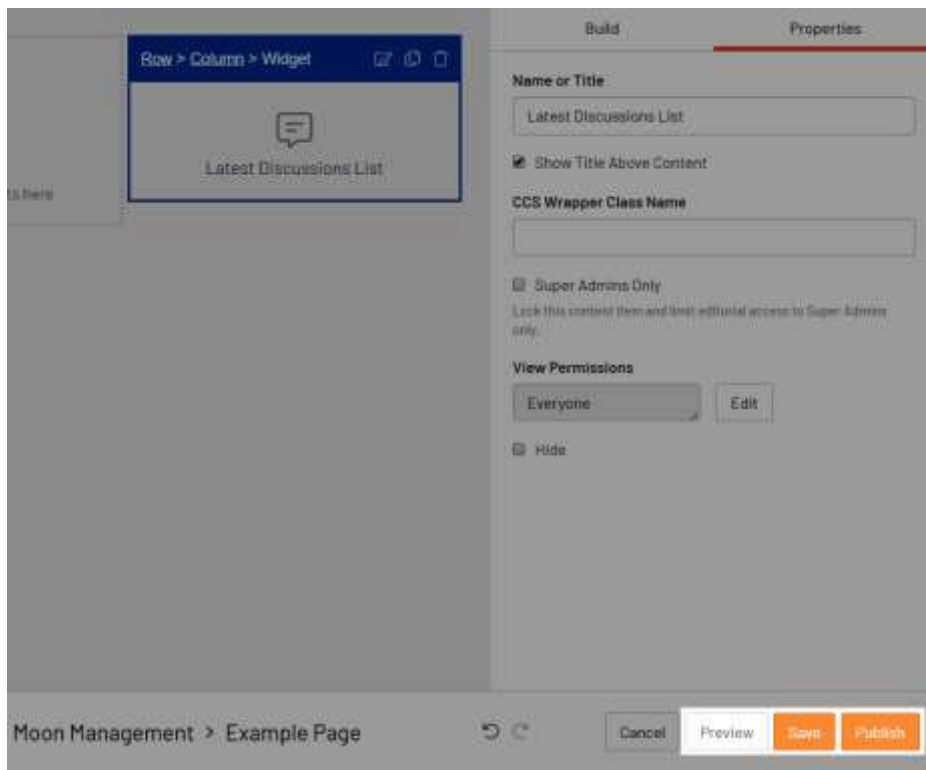 Build
Properties
Row > Column > Widget
Name or Title
Latest Discussions List
Latest Discussions List
Show Title Above Content
ts here
CCS Wrapper Class Name
Super Admins Only
Lock this content item and limit editorial access to Super Admins
only.
View Permissions
Everyone
Edit
Hide
Moon Management > Example Page
Cancel
Preview
Save
Publish